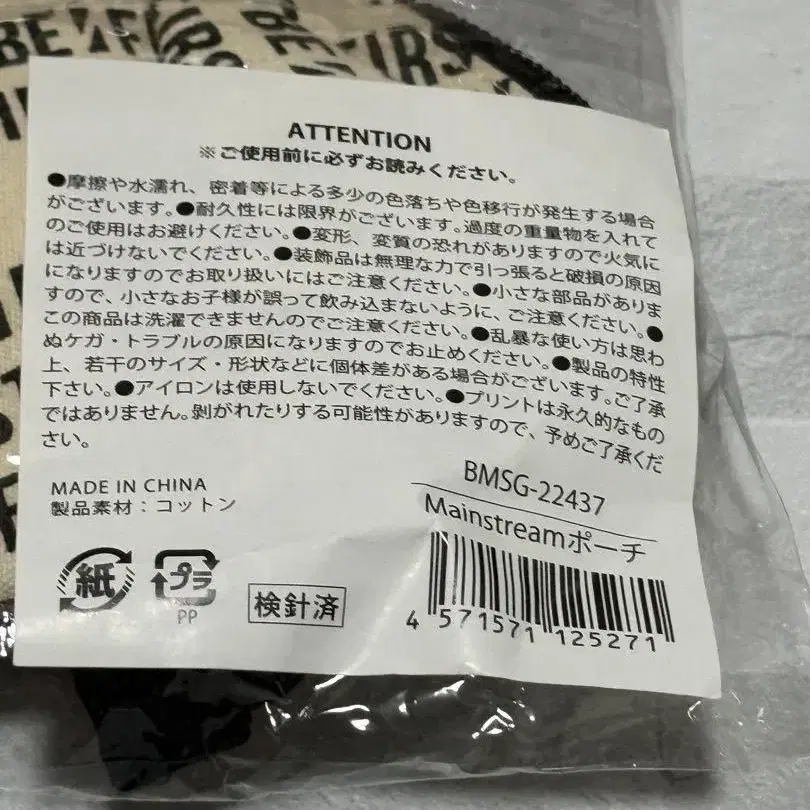 BE:FIRST
ATTENTION
※ご使用前に必ずお読みください。
●摩擦や水濡れ、密着等による多少の色落ちや色移行が発生する場合
がございます。●耐久性には限界がございます。過度の重量物を入れて
のご使用はお避けください。●変形、変質の恐れがありますので火気に
は近づけないでください。●装飾品は無理な力で引っ張ると破損の原因
になりますのでお取り扱いにはご注意ください。●小さな部品がありま
すので、小さなお子様が誤って飲み込まないように、ご注意ください。●
この商品は洗濯できませんのでご注意ください。●乱暴な使い方は思わ
ぬケガ・トラブルの原因になりますのでお止めください。●製品の特性
上、若干のサイズ・形状などに個体差がある場合がございます。ご了承
下さい。●アイロンは使用しないでください。●プリントは永久的なもの
ではありません。剝がれたりする可能性がありますので、予めご了承くだ
さい。
MADE IN CHINA
製品素材：コットン
紙
プラ
PP
検針済
BMSG-22437
Mainstreamポーチ
4 571571 125271